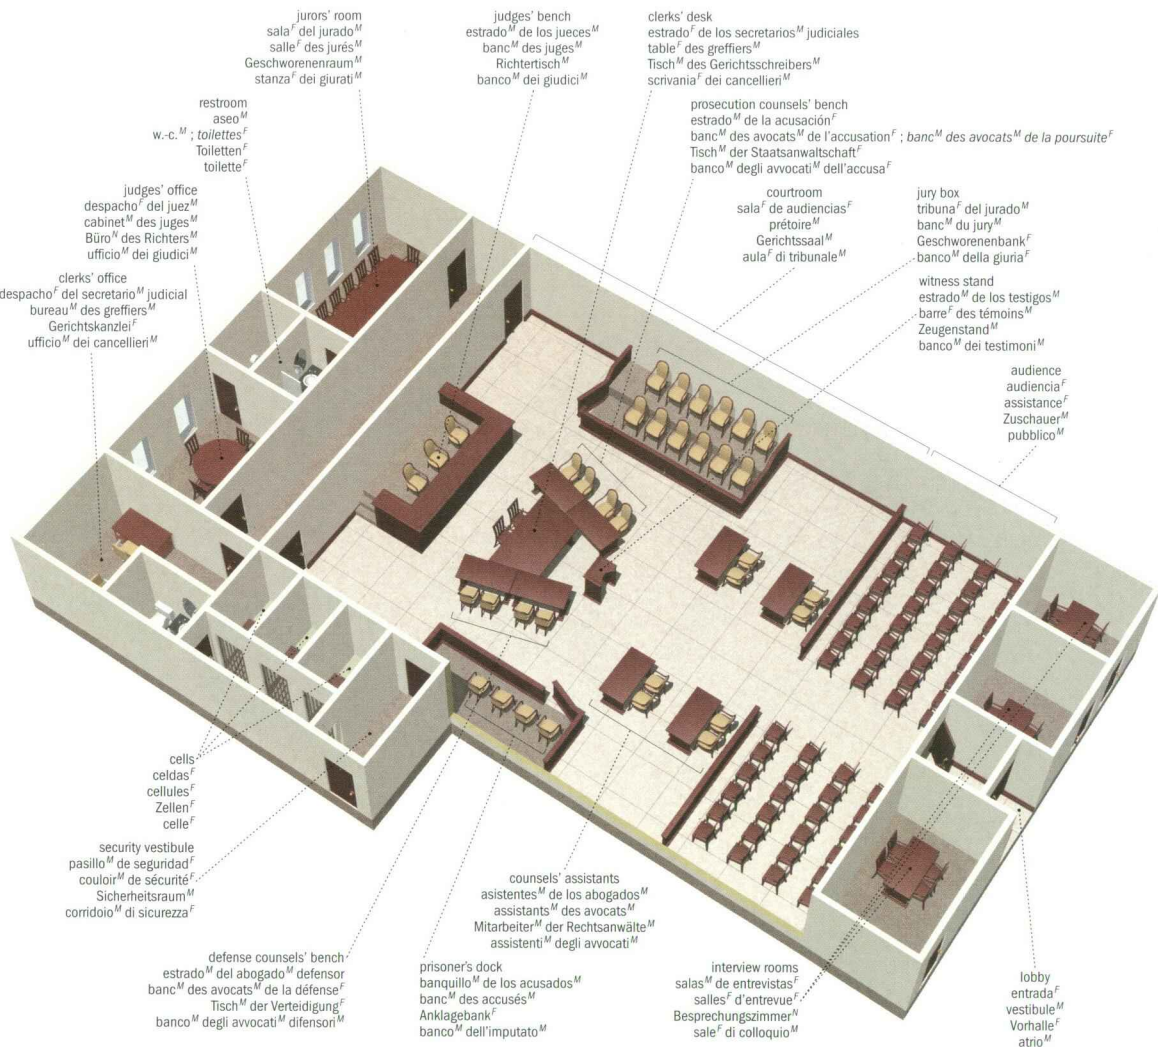 jurors' room
sala^F del jurado^M
salle^F des jurés^M
Geschworenenraum^M
stanza^F dei giurati^M
judges' bench
estrado^M de los jueces^M
banc^M des juges^M
Richtertisch^M
banco^M dei giudici^M
clerks' desk
estrado^F de los secretarios^M judiciales
table^F des greffiers^M
Tisch^M des Gerichtsschreibers^M
scrivania^F dei cancellieri^M
restroom
aseo^M
w.-c.^M ; toilettes^F
Toiletten^F
toilette^F
prosecution counsels' bench
estrado^M de la acusación^F
banc^M des avocats^M de l'accusation^F ; banc^M des avocats^M de la poursuite^F
Tisch^M der Staatsanwaltschaft^F
banco^M degli avvocati^M dell'accusa^F
judges' office
despacho^F del juez^M
cabinet^M des juges^M
Büro^N des Richters^M
ufficio^M dei giudici^M
courtroom
sala^F de audiencias^F
prétoire^M
Gerichtssaal^M
aula^F di tribunale^M
jury box
tribuna^F del jurado^M
banc^M du jury^M
Geschworenenbank^F
banco^M della giuria^F
clerks' office
despacho^F del secretario^M judicial
bureau^M des greffiers^M
Gerichtskanzlei^F
ufficio^M dei cancellieri^M
witness stand
estrado^M de los testigos^M
barre^F des témoins^M
Zeugenstand^M
banco^M dei testimoni^M
audience
audiencia^F
assistance^F
Zuschauer^M
pubblico^M
cells
celdas^F
cellules^F
Zellen^F
celle^F
security vestibule
pasillo^M de seguridad^F
couloir^M de sécurité^F
Sicherheitsraum^M
corridoio^M di sicurezza^F
counsels' assistants
asistentes^M de los abogados^M
assistants^M des avocats^M
Mitarbeiter^M der Rechtsanwälte^M
assistenti^M degli avvocati^M
defense counsels' bench
estrado^M del abogado^M defensor
banc^M des avocats^M de la défense^F
Tisch^M der Verteidigung^F
banco^M degli avvocati^M difensori^M
prisoner's dock
banquillo^M de los acusados^M
banc^M des accusés^M
Anklagebank^F
banco^M dell'imputato^M
interview rooms
salas^M de entrevistas^F
salles^F d'entrevue^F
Besprechungszimmer^N
sale^F di colloquio^M
lobby
entrada^F
vestibule^M
Vorhalle^F
atrio^M